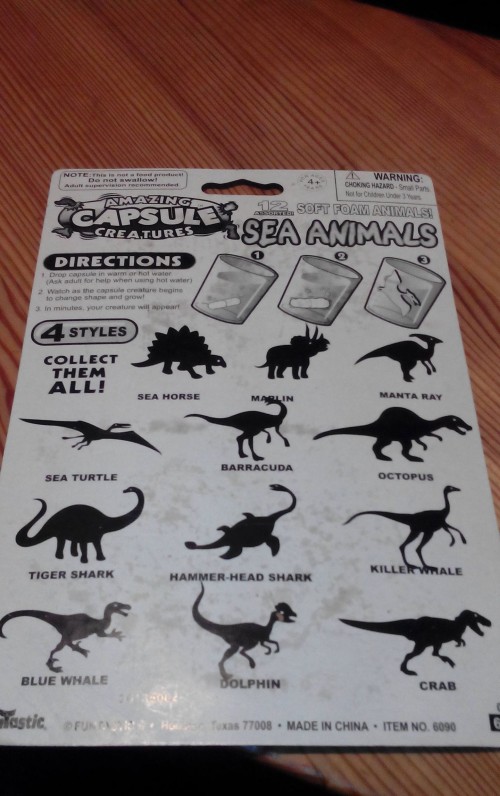 NOTE: This is not a food product!
Do not swallow!
Adult supervision recommended.
4+
WARNING:
CHOKING HAZARD - Small Parts
Not for Children Under 3 Years
AMAZING
CAPSULE
CREATURES
12 ASSORTED! SOFT FOAM ANIMALS!
SEA ANIMALS
DIRECTIONS
1 2 3
1. Drop capsule in warm or hot water
(Ask adult for help when using hot water)
2. Watch as the capsule creature begins
to change shape and grow!
3. In minutes, your creature will appear!
4 STYLES
COLLECT
THEM
ALL!
SEA HORSE
MARLIN
MANTA RAY
SEA TURTLE
BARRACUDA
OCTOPUS
TIGER SHARK
HAMMER-HEAD SHARK
KILLER WHALE
BLUE WHALE
DOLPHIN
CRAB
Texas 77008 • MADE IN CHINA • ITEM NO. 6090